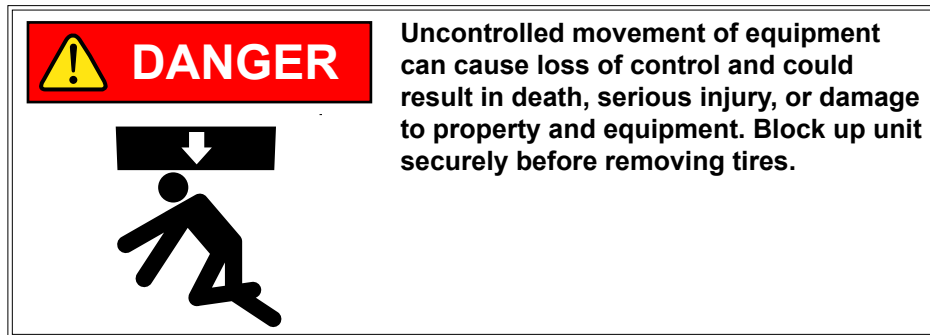 DANGER
Uncontrolled movement of equipment
can cause loss of control and could
result in death, serious injury, or damage
to property and equipment. Block up unit
securely before removing tires.